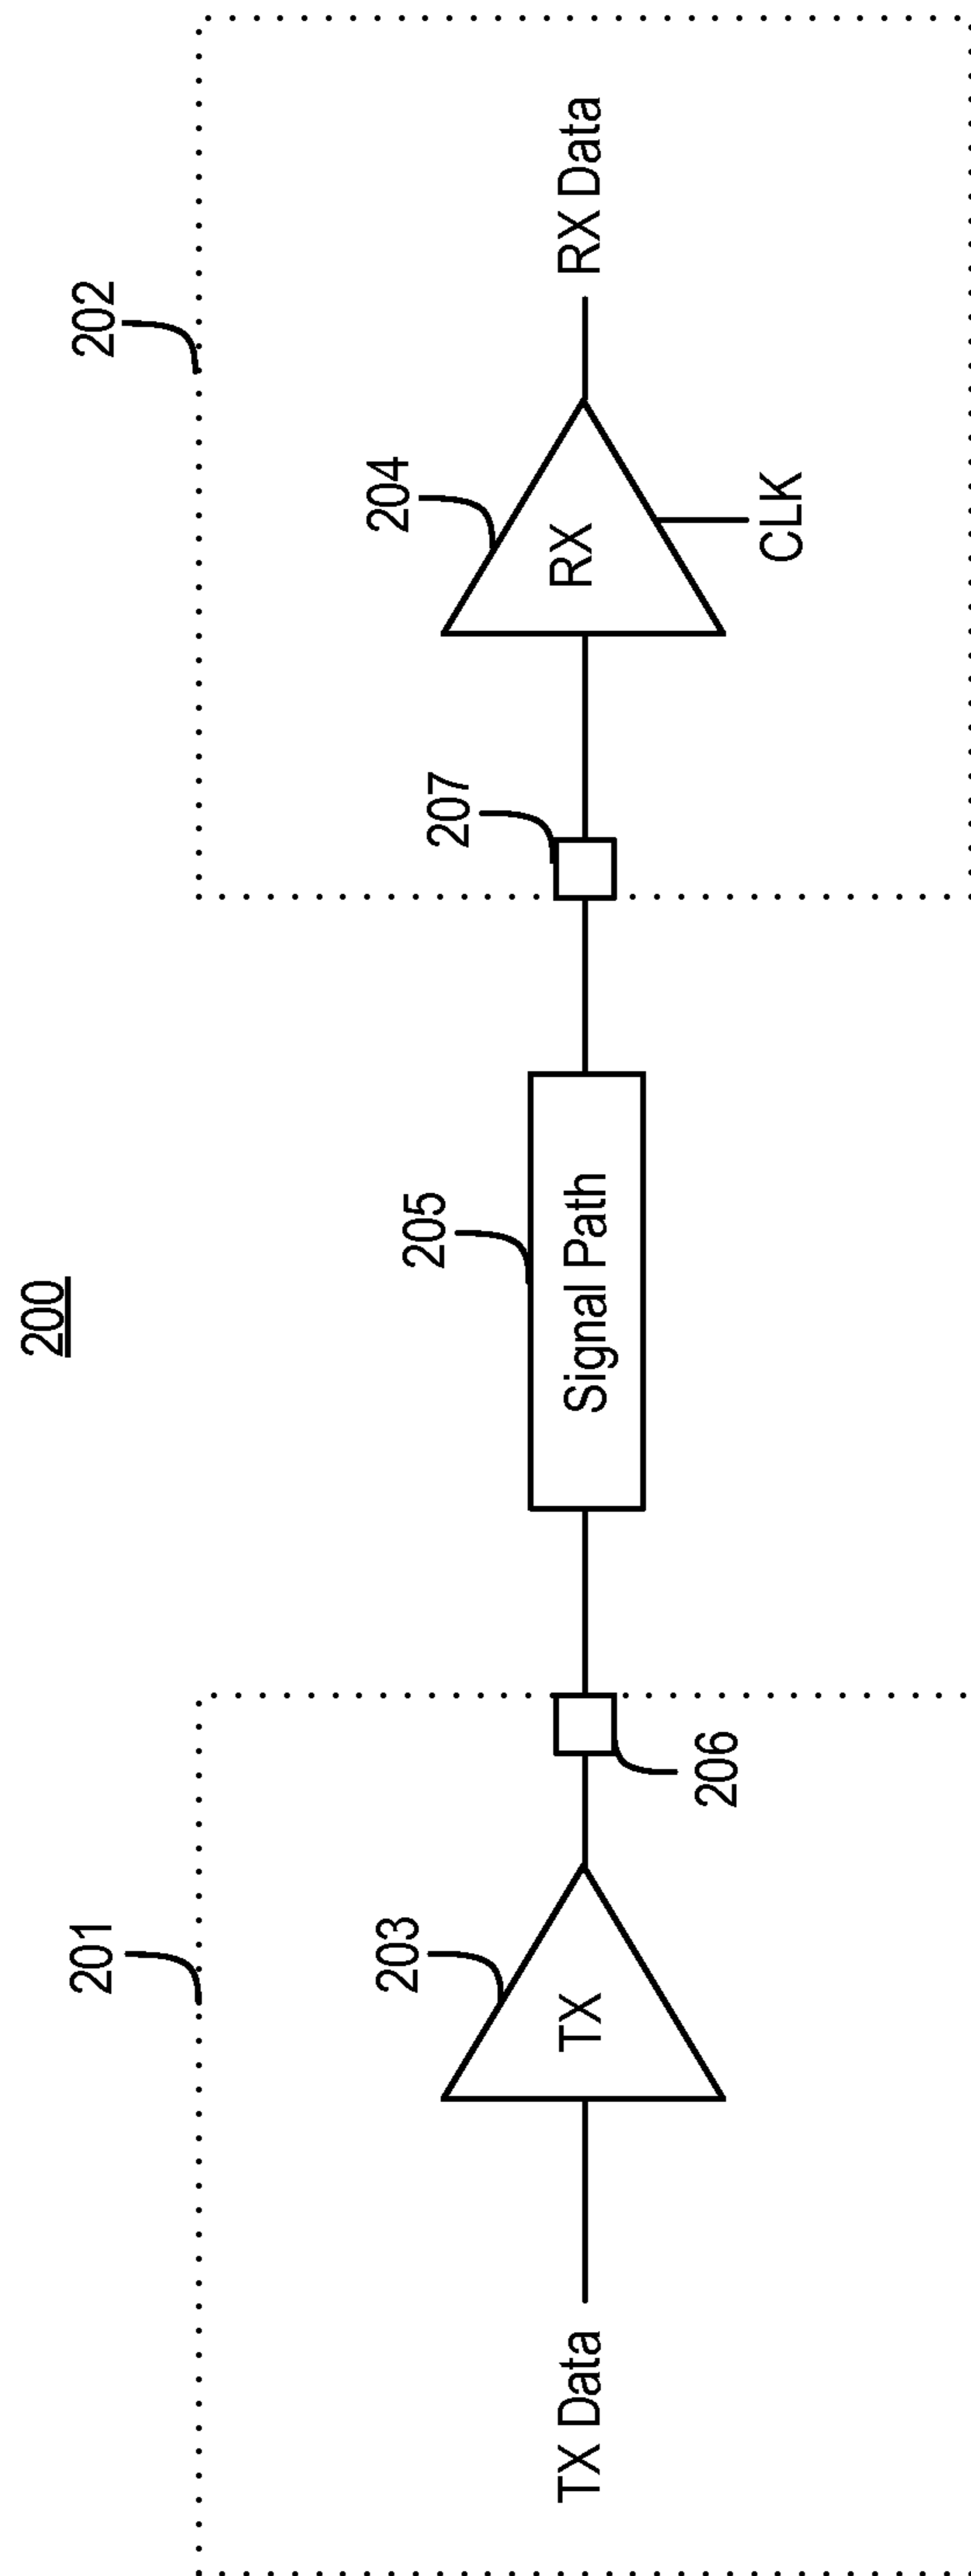 200
201
202
203
204
205
206
207
TX Data
TX
Signal Path
RX
RX Data
CLK